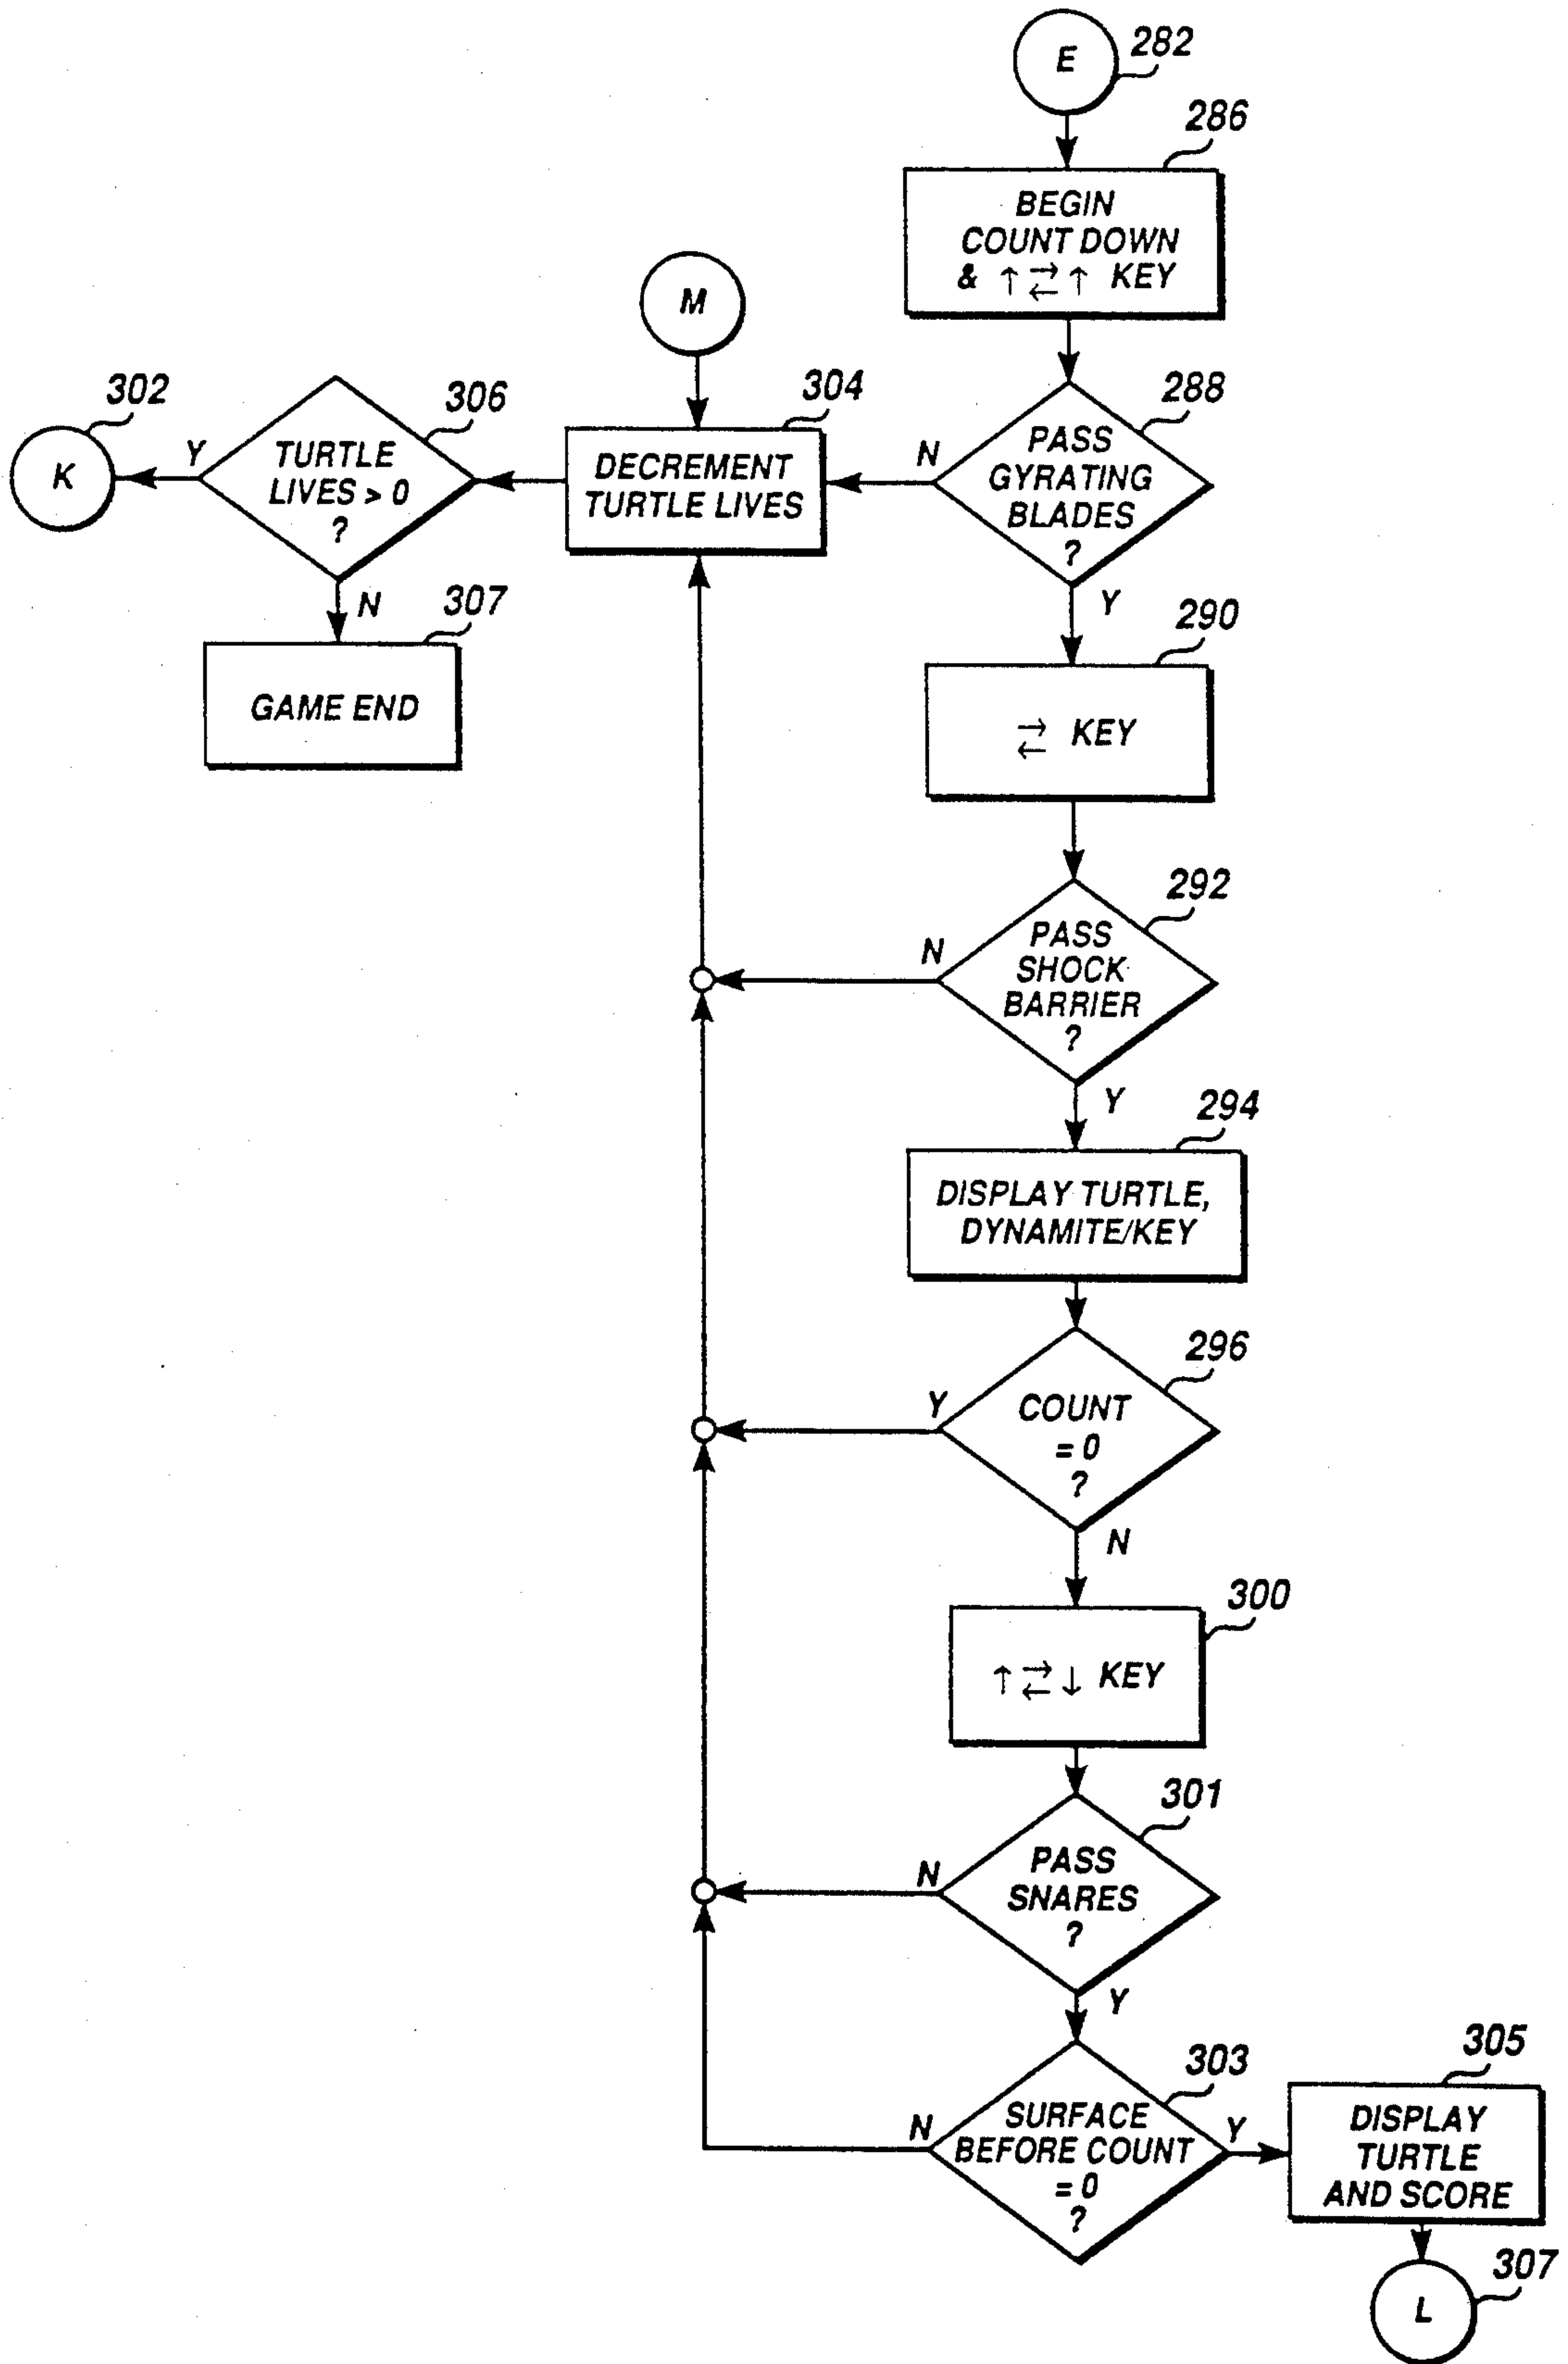 E
282
286
BEGIN
COUNT DOWN
& ↑ ⇄ ↑ KEY
M
302
K
Y
306
TURTLE
LIVES > 0
?
304
DECREMENT
TURTLE LIVES
N
288
PASS
GYRATING
BLADES
?
N
307
GAME END
Y
290
⇄ KEY
292
N
PASS
SHOCK
BARRIER
?
Y
294
DISPLAY TURTLE,
DYNAMITE/KEY
296
Y
COUNT
= 0
?
N
300
↑ ⇄ ↓ KEY
301
N
PASS
SNARES
?
Y
303
N
SURFACE
BEFORE COUNT
= 0
?
Y
305
DISPLAY
TURTLE
AND SCORE
307
L